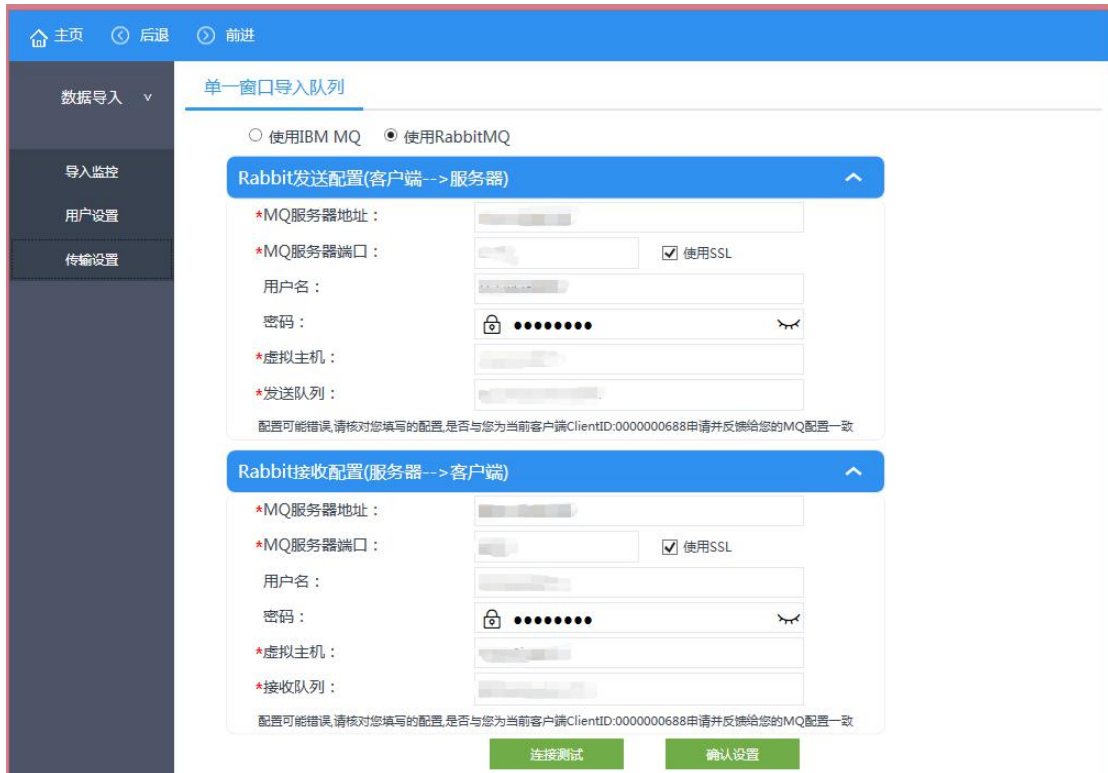 主页 后退 前进
数据导入
单一窗口导入队列
使用IBM MQ 使用RabbitMQ
导入监控
用户设置
传输设置
Rabbit发送配置(客户端-->服务器)
*MQ服务器地址：
*MQ服务器端口： 使用SSL
用户名：
密码：
*虚拟主机：
*发送队列：
配置可能错误,请核对您填写的配置,是否与您为当前客户端ClientID:0000000688申请并反馈给您的MQ配置一致
Rabbit接收配置(服务器-->客户端)
*MQ服务器地址：
*MQ服务器端口： 使用SSL
用户名：
密码：
*虚拟主机：
*接收队列：
配置可能错误,请核对您填写的配置,是否与您为当前客户端ClientID:0000000688申请并反馈给您的MQ配置一致
连接测试 确认设置